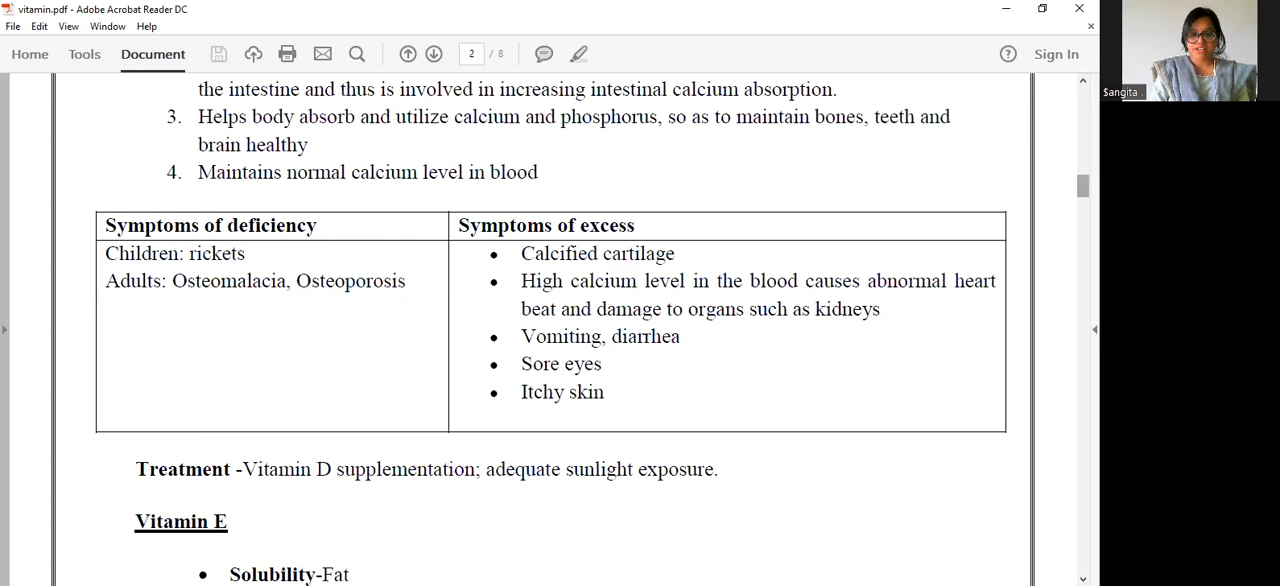 vitamin.pdf - Adobe Acrobat Reader DC
File Edit View Window Help
Home Tools Document 2 / 8 Sign In
the intestine and thus is involved in increasing intestinal calcium absorption.
3. Helps body absorb and utilize calcium and phosphorus, so as to maintain bones, teeth and
brain healthy
4. Maintains normal calcium level in blood
Symptoms of deficiency
Children: rickets
Adults: Osteomalacia, Osteoporosis
Symptoms of excess
• Calcified cartilage
• High calcium level in the blood causes abnormal heart
beat and damage to organs such as kidneys
• Vomiting, diarrhea
• Sore eyes
• Itchy skin
Treatment -Vitamin D supplementation; adequate sunlight exposure.
Vitamin E
• Solubility-Fat
Sangita .